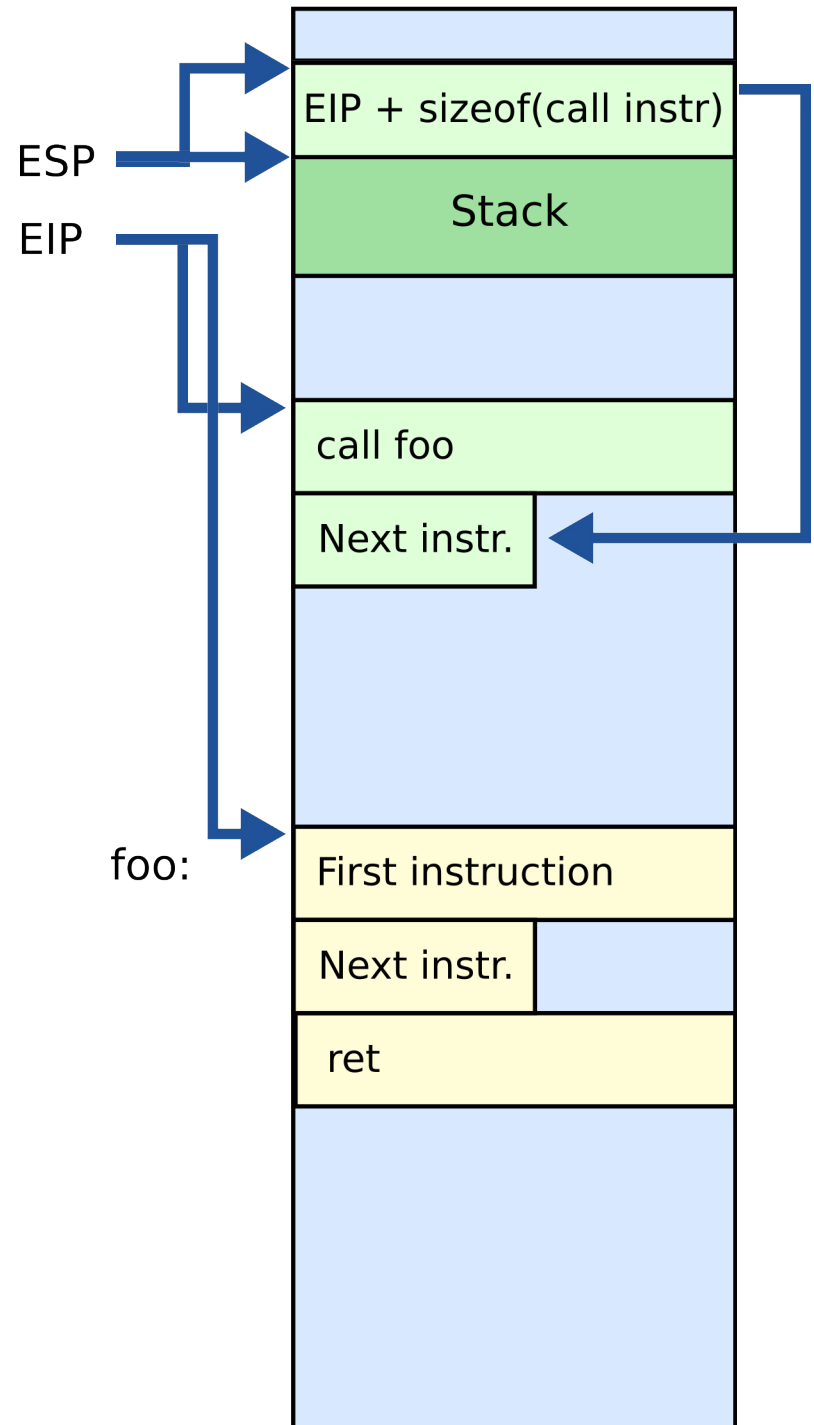 EIP + sizeof(call instr)
ESP
Stack
EIP
call foo
Next instr.
foo:
First instruction
Next instr.
ret